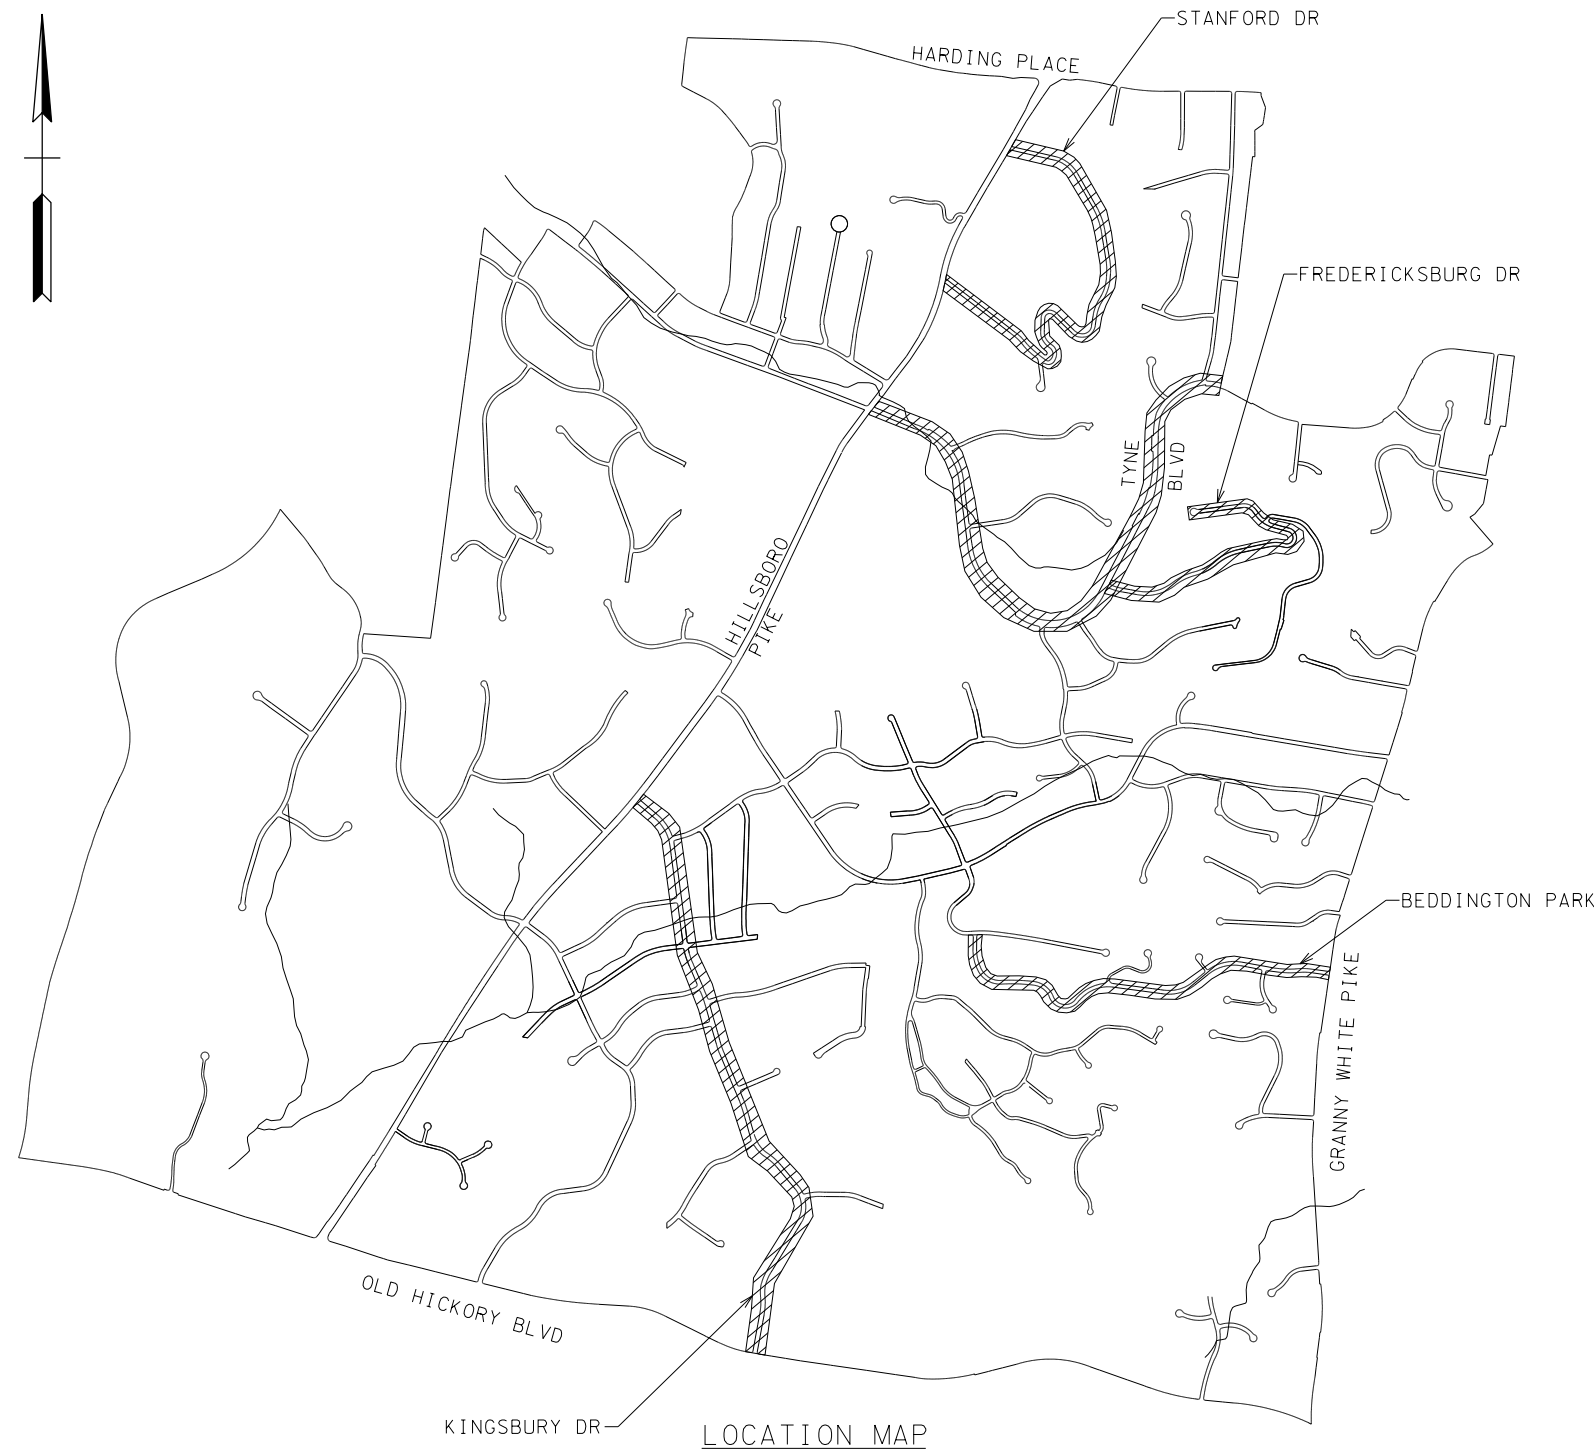 STANFORD DR
HARDING PLACE
FREDERICKSBURG DR
TYNE
BLVD
HILLSBORO
PIKE
BEDDINGTON PARK
GRANNY WHITE PIKE
OLD HICKORY BLVD
KINGSBURY DR
LOCATION MAP